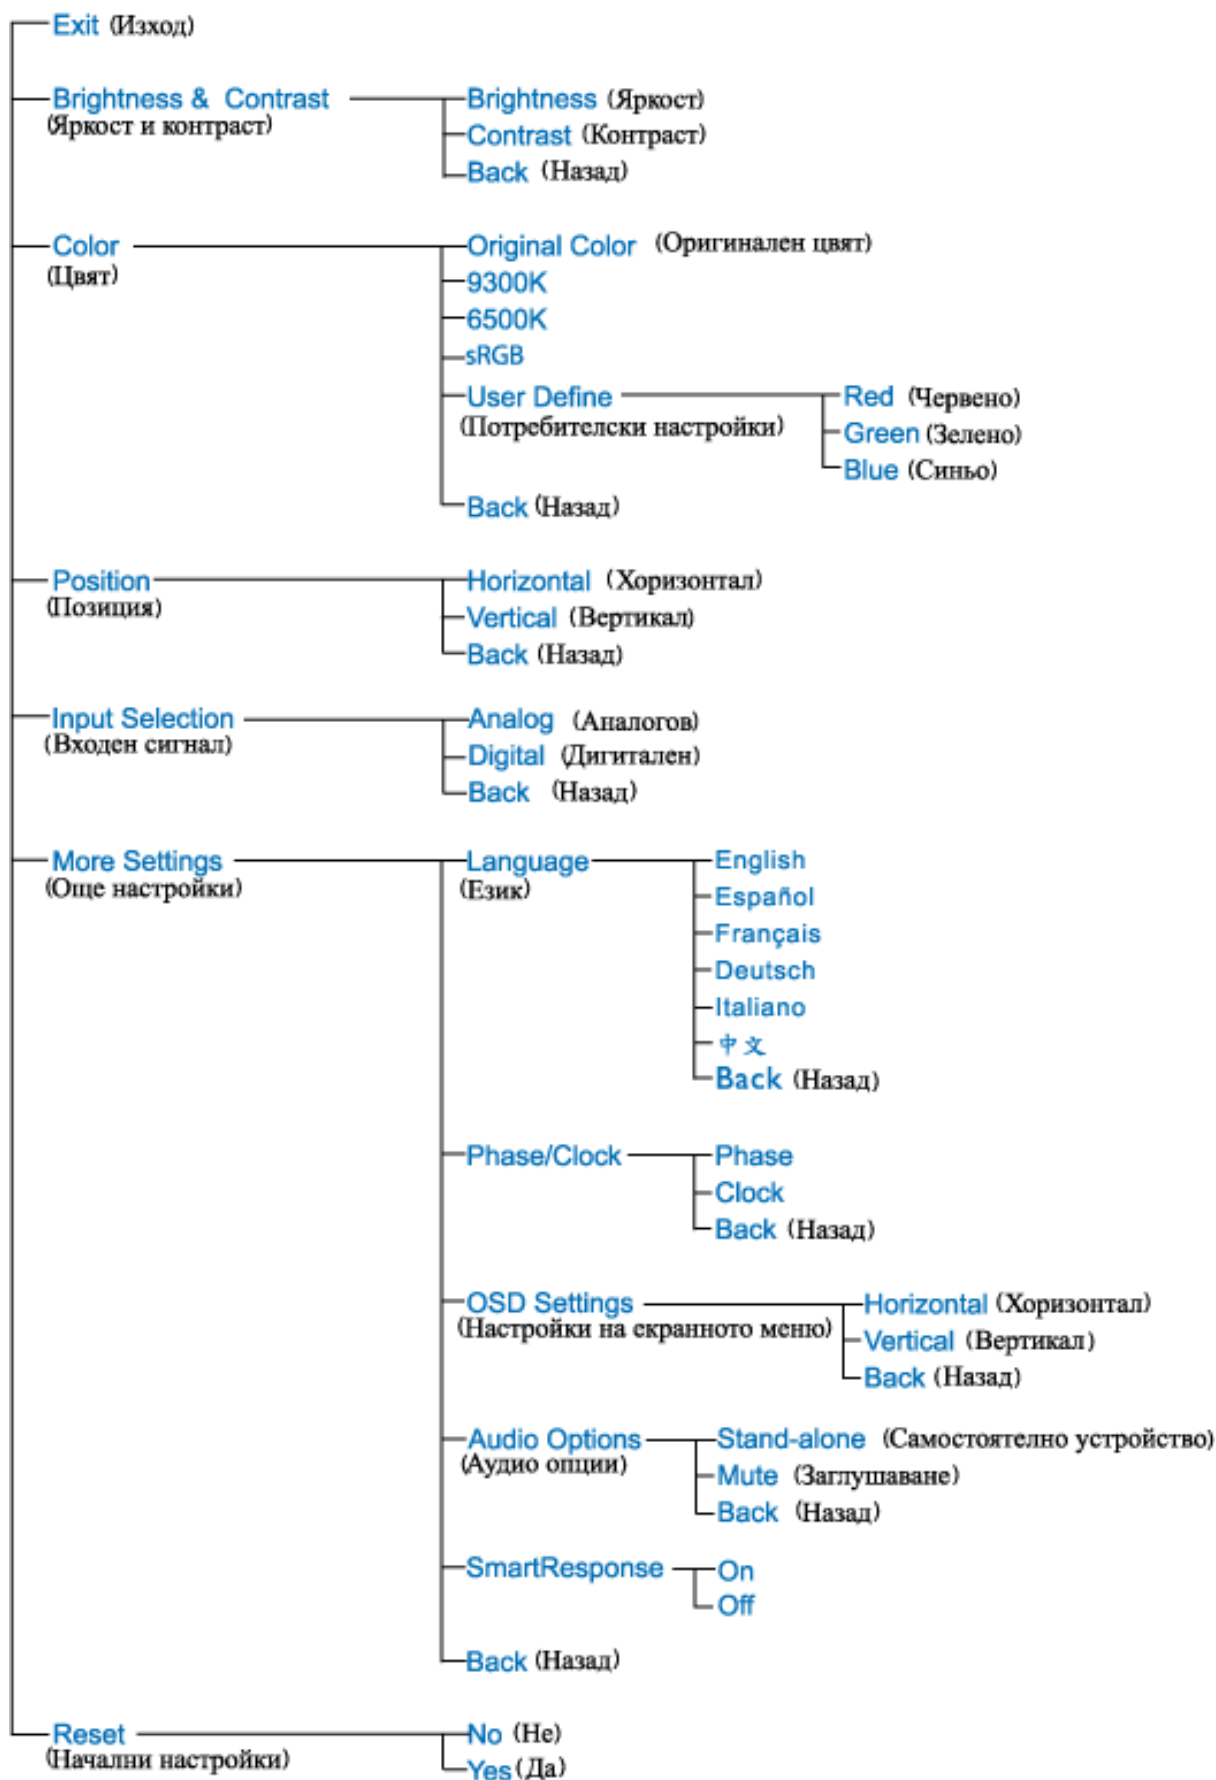 Exit (Изход)
Brightness & Contrast
(Яркост и контраст)
Brightness (Яркост)
Contrast (Контраст)
Back (Назад)
Color
(Цвят)
Original Color (Оригинален цвят)
9300K
6500K
sRGB
User Define
(Потребителски настройки)
Red (Червено)
Green (Зелено)
Blue (Синьо)
Back (Назад)
Position
(Позиция)
Horizontal (Хоризонтал)
Vertical (Вертикал)
Back (Назад)
Input Selection
(Входен сигнал)
Analog (Аналогов)
Digital (Дигитален)
Back (Назад)
More Settings
(Още настройки)
Language
(Език)
English
Español
Français
Deutsch
Italiano
中文
Back (Назад)
Phase/Clock
Phase
Clock
Back (Назад)
OSD Settings
(Настройки на екранното меню)
Horizontal (Хоризонтал)
Vertical (Вертикал)
Back (Назад)
Audio Options
(Аудио опции)
Stand-alone (Самостоятелно устройство)
Mute (Заглушаване)
Back (Назад)
SmartResponse
On
Off
Back (Назад)
Reset
(Начални настройки)
No (Не)
Yes (Да)